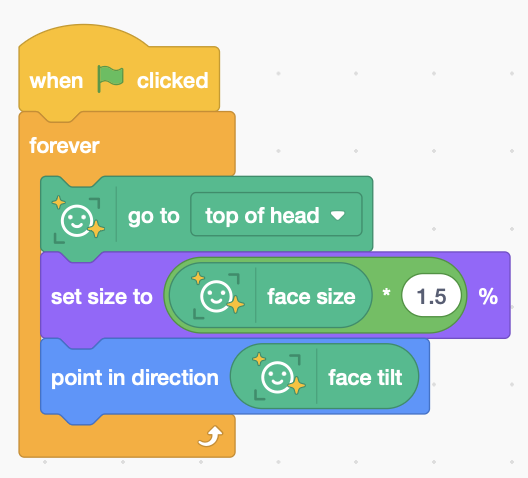 when clicked
forever
go to top of head
set size to face size * 1.5 %
point in direction face tilt